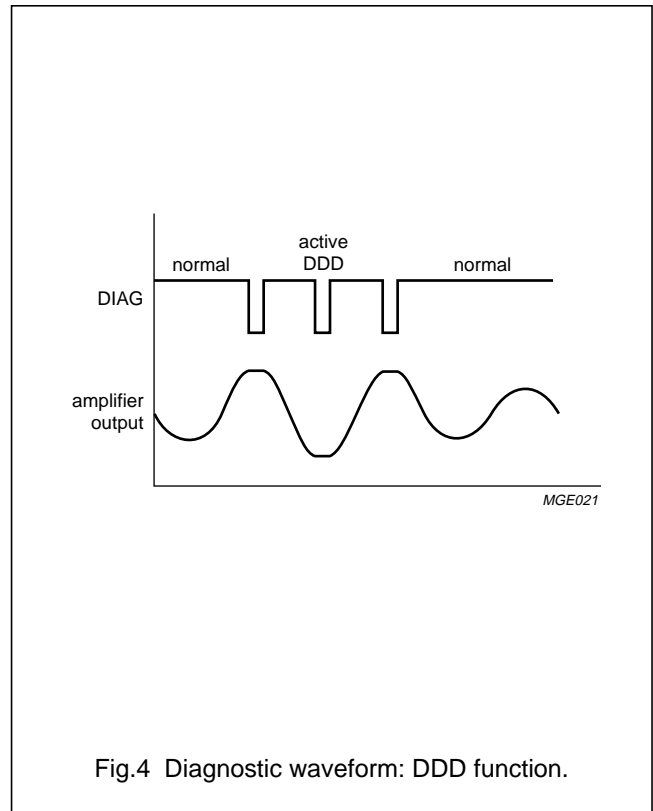 active
DDD
normal
normal
DIAG
amplifier
output
MGE021
Fig.4 Diagnostic waveform: DDD function.